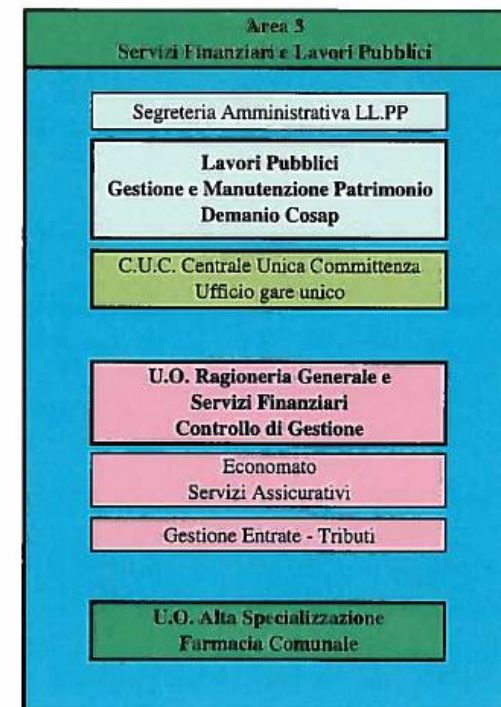 Area 3
Servizi Finanziari e Lavori Pubblici
Segreteria Amministrativa LL.PP
Lavori Pubblici
Gestione e Manutenzione Patrimonio
Demanio Cosap
C.U.C. Centrale Unica Committenza
Ufficio gare unico
U.O. Ragioneria Generale e
Servizi Finanziari
Controllo di Gestione
Economato
Servizi Assicurativi
Gestione Entrate - Tributi
U.O. Alta Specializzazione
Farmacia Comunale